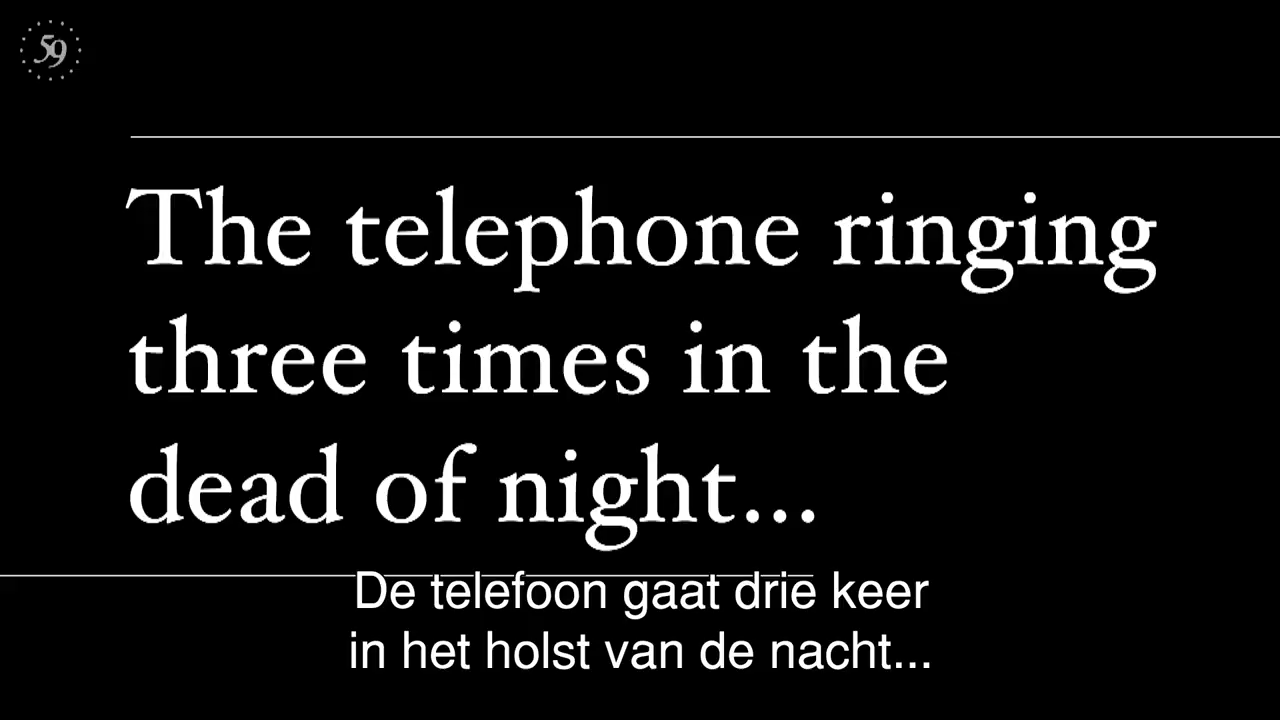 59
The telephone ringing
three times in the
dead of night...
De telefoon gaat drie keer
in het holst van de nacht...